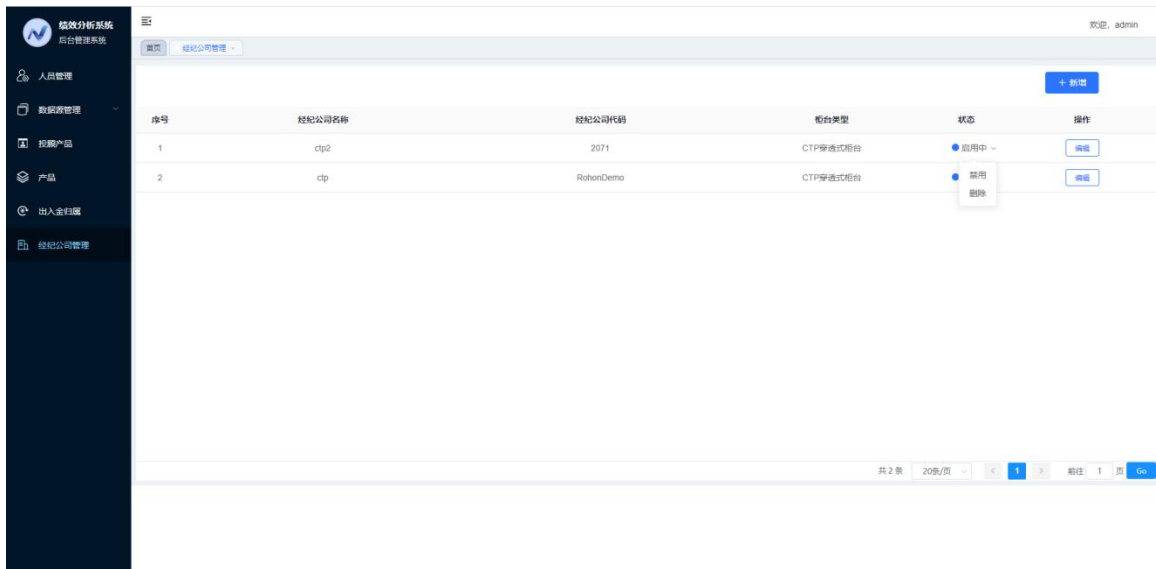 绩效分析系统
后台管理系统
欢迎, admin
首页 经纪公司管理 ×
人员管理
数据源管理
投顾产品
产品
出入金归属
经纪公司管理
+ 新增
序号 经纪公司名称 经纪公司代码 柜台类型 状态 操作
1 ctp2 2071 CTP穿透式柜台 启用中 编辑
2 ctp RohonDemo CTP穿透式柜台 编辑
禁用
删除
共 2 条 20条/页 < 1 > 前往 1 页 Go